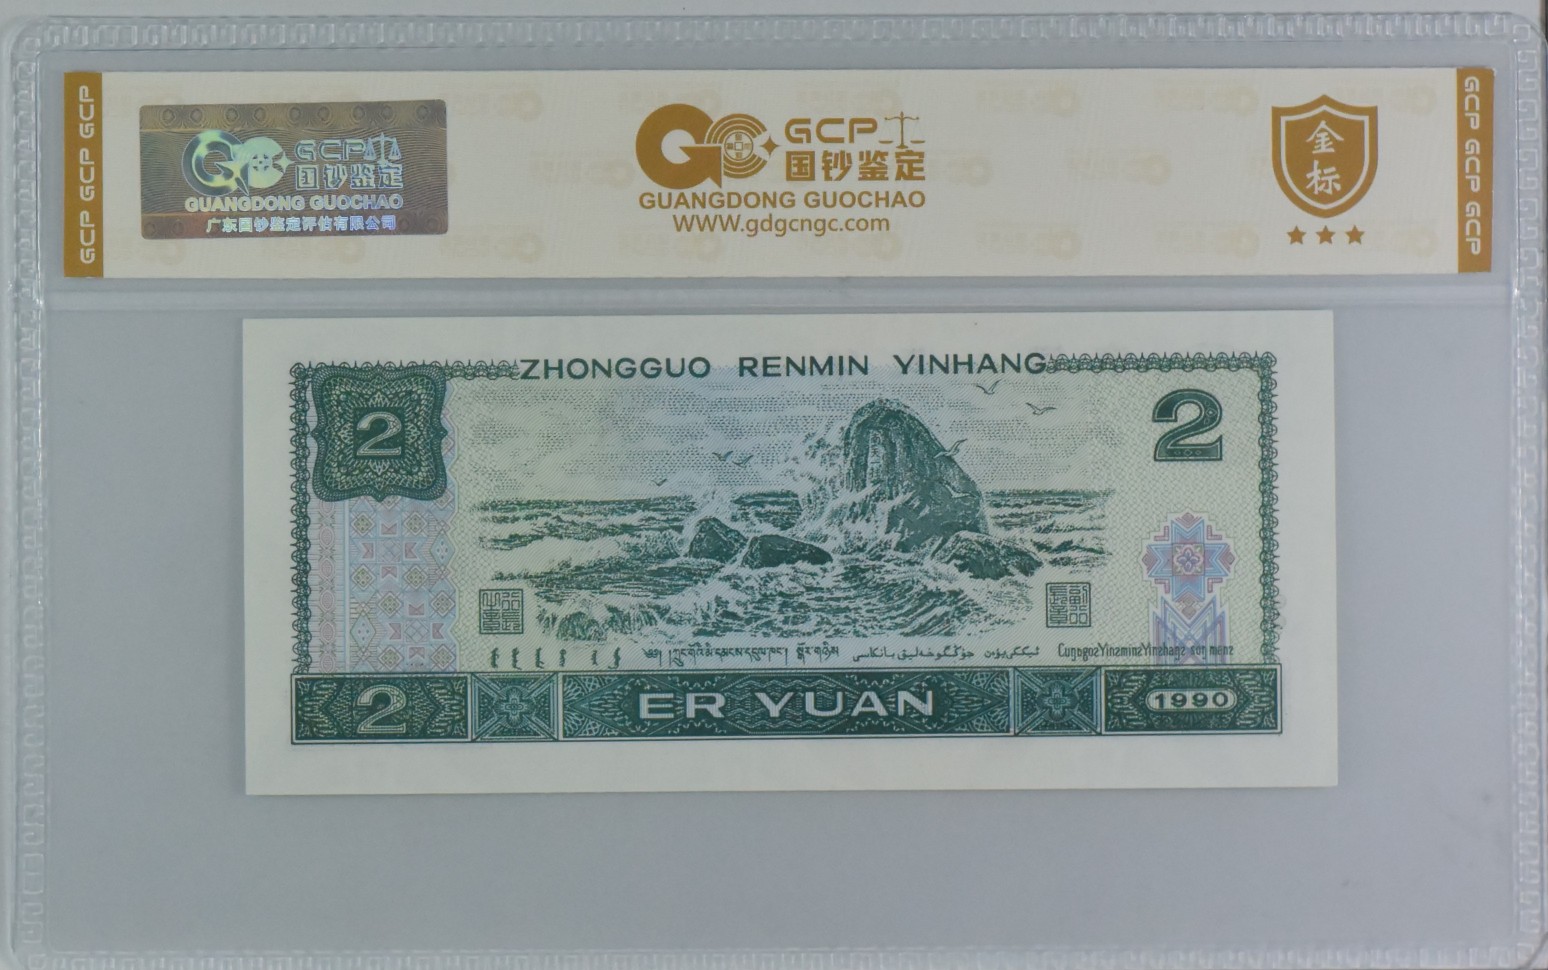 GCP GCP GCP
GCP
国钞鉴定
GUANGDONG GUOCHAO
广东国钞鉴定评估有限公司
GCP
国钞鉴定
GUANGDONG GUOCHAO
WWW.gdgcngc.com
金
标
GCP GCP GCP
ZHONGGUO RENMIN YINHANG
2
2
2
ER YUAN
1990